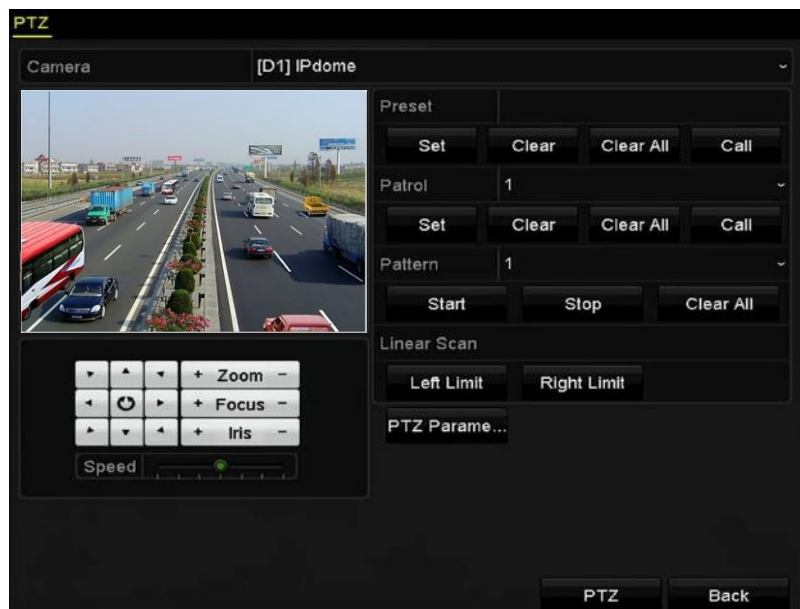 PTZ
Camera [D1] IPdome
Preset
Set Clear Clear All Call
Patrol 1
Set Clear Clear All Call
Pattern 1
Start Stop Clear All
Linear Scan
Left Limit Right Limit
PTZ Parame...
+ Zoom -
+ Focus -
+ Iris -
Speed
PTZ Back